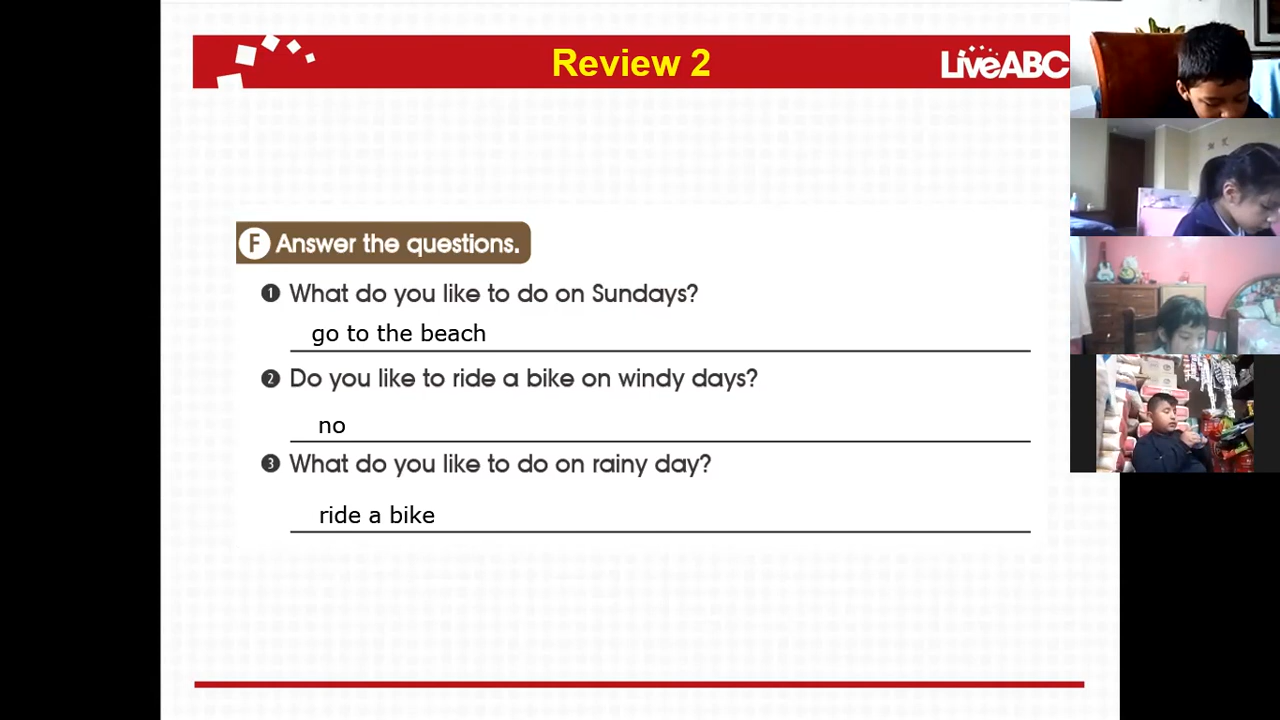 Review 2
LiveABC
F Answer the questions.
1 What do you like to do on Sundays?
go to the beach
2 Do you like to ride a bike on windy days?
no
3 What do you like to do on rainy day?
ride a bike